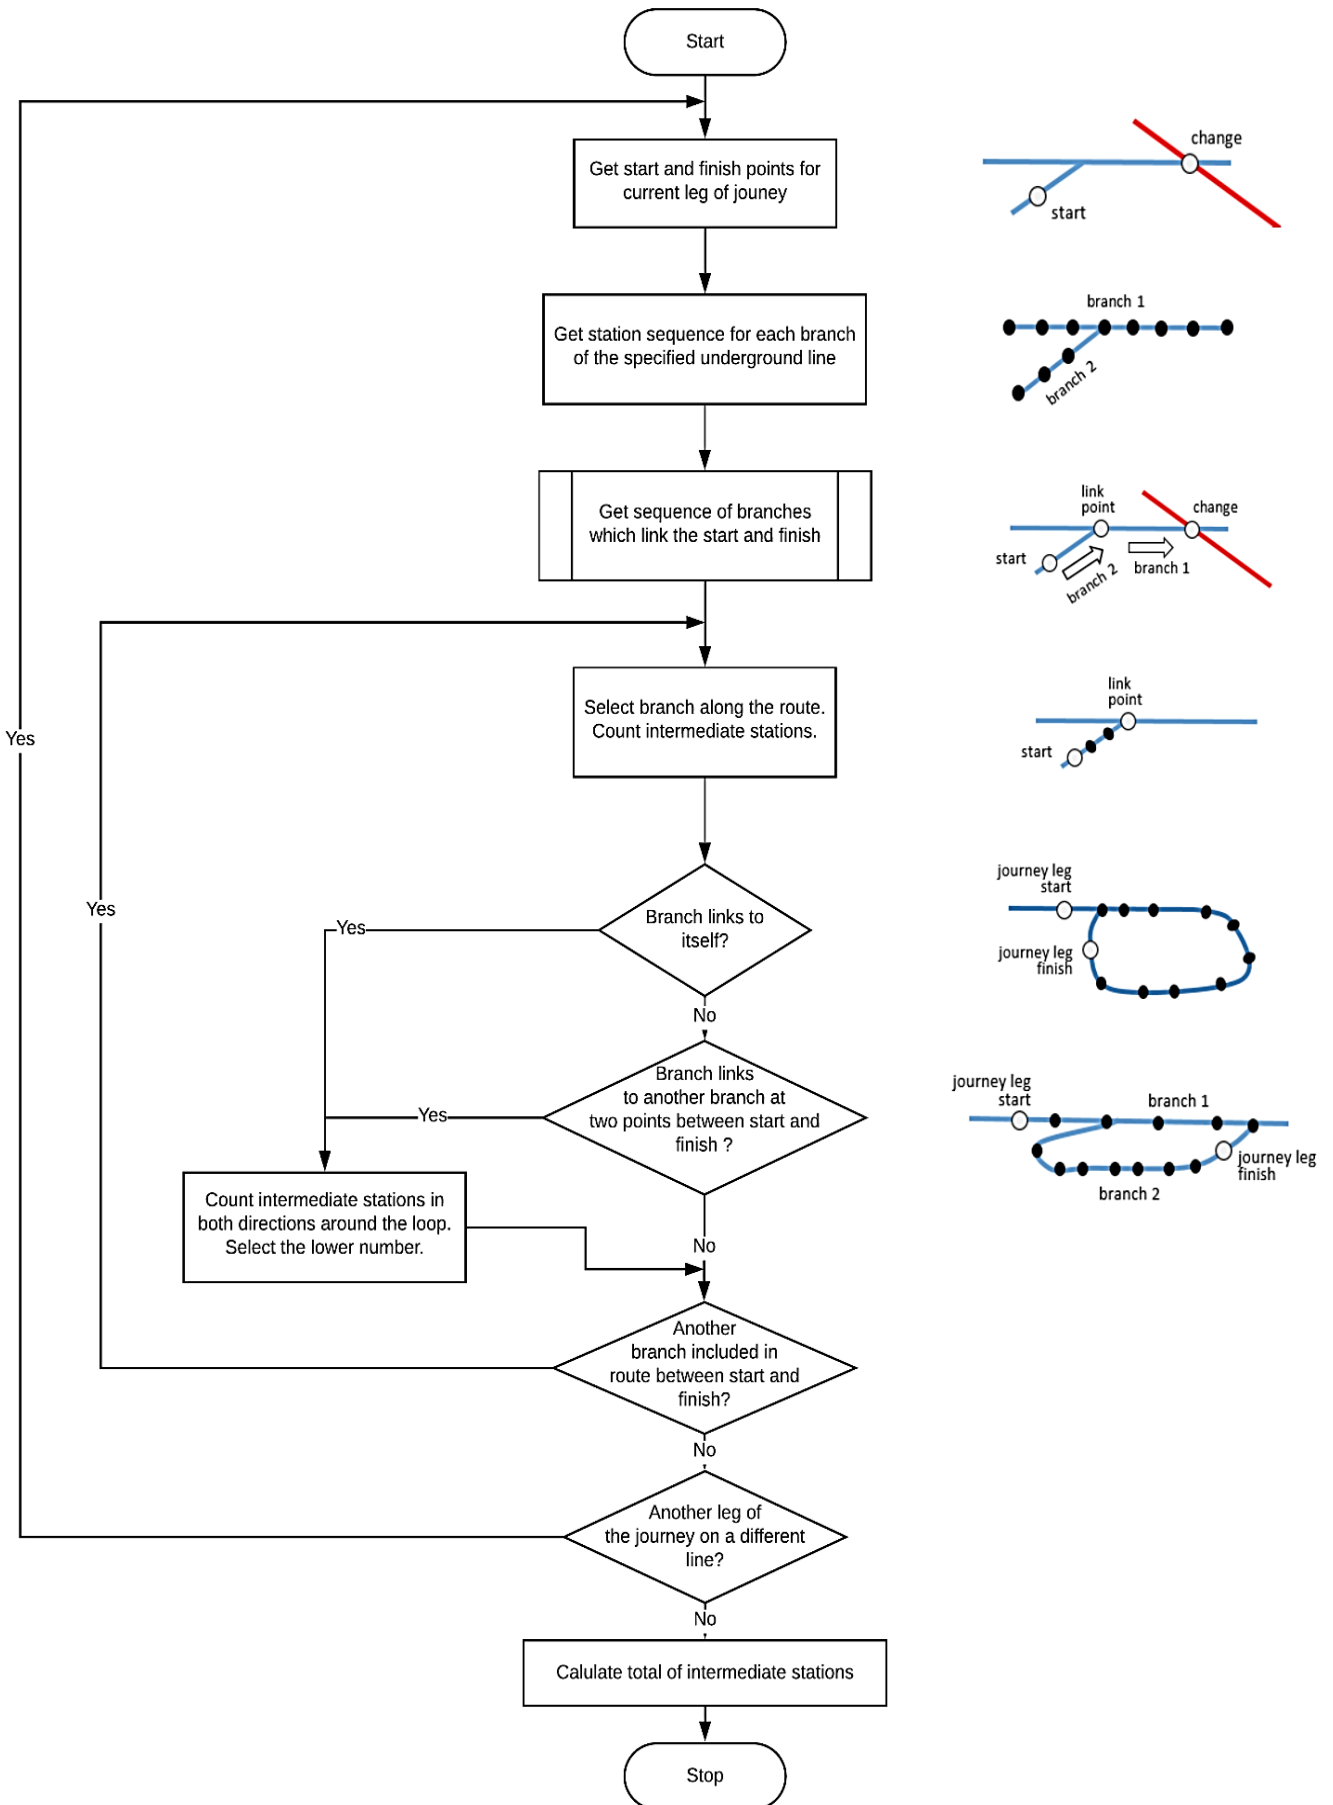 Start
Get start and finish points for
current leg of jouney
change
start
Get station sequence for each branch
of the specified underground line
branch 1
branch 2
Get sequence of branches
which link the start and finish
link
point
change
start
branch 2
branch 1
Select branch along the route.
Count intermediate stations.
link
point
start
Yes
Yes
Branch links to
itself?
Yes
No
journey leg
start
journey leg
finish
Branch links
to another branch at
two points between start and
finish ?
Yes
No
journey leg
start
branch 1
journey leg
finish
branch 2
Count intermediate stations in
both directions around the loop.
Select the lower number.
Another
branch included in
route between start and
finish?
No
Another leg of
the journey on a different
line?
No
Calulate total of intermediate stations
Stop